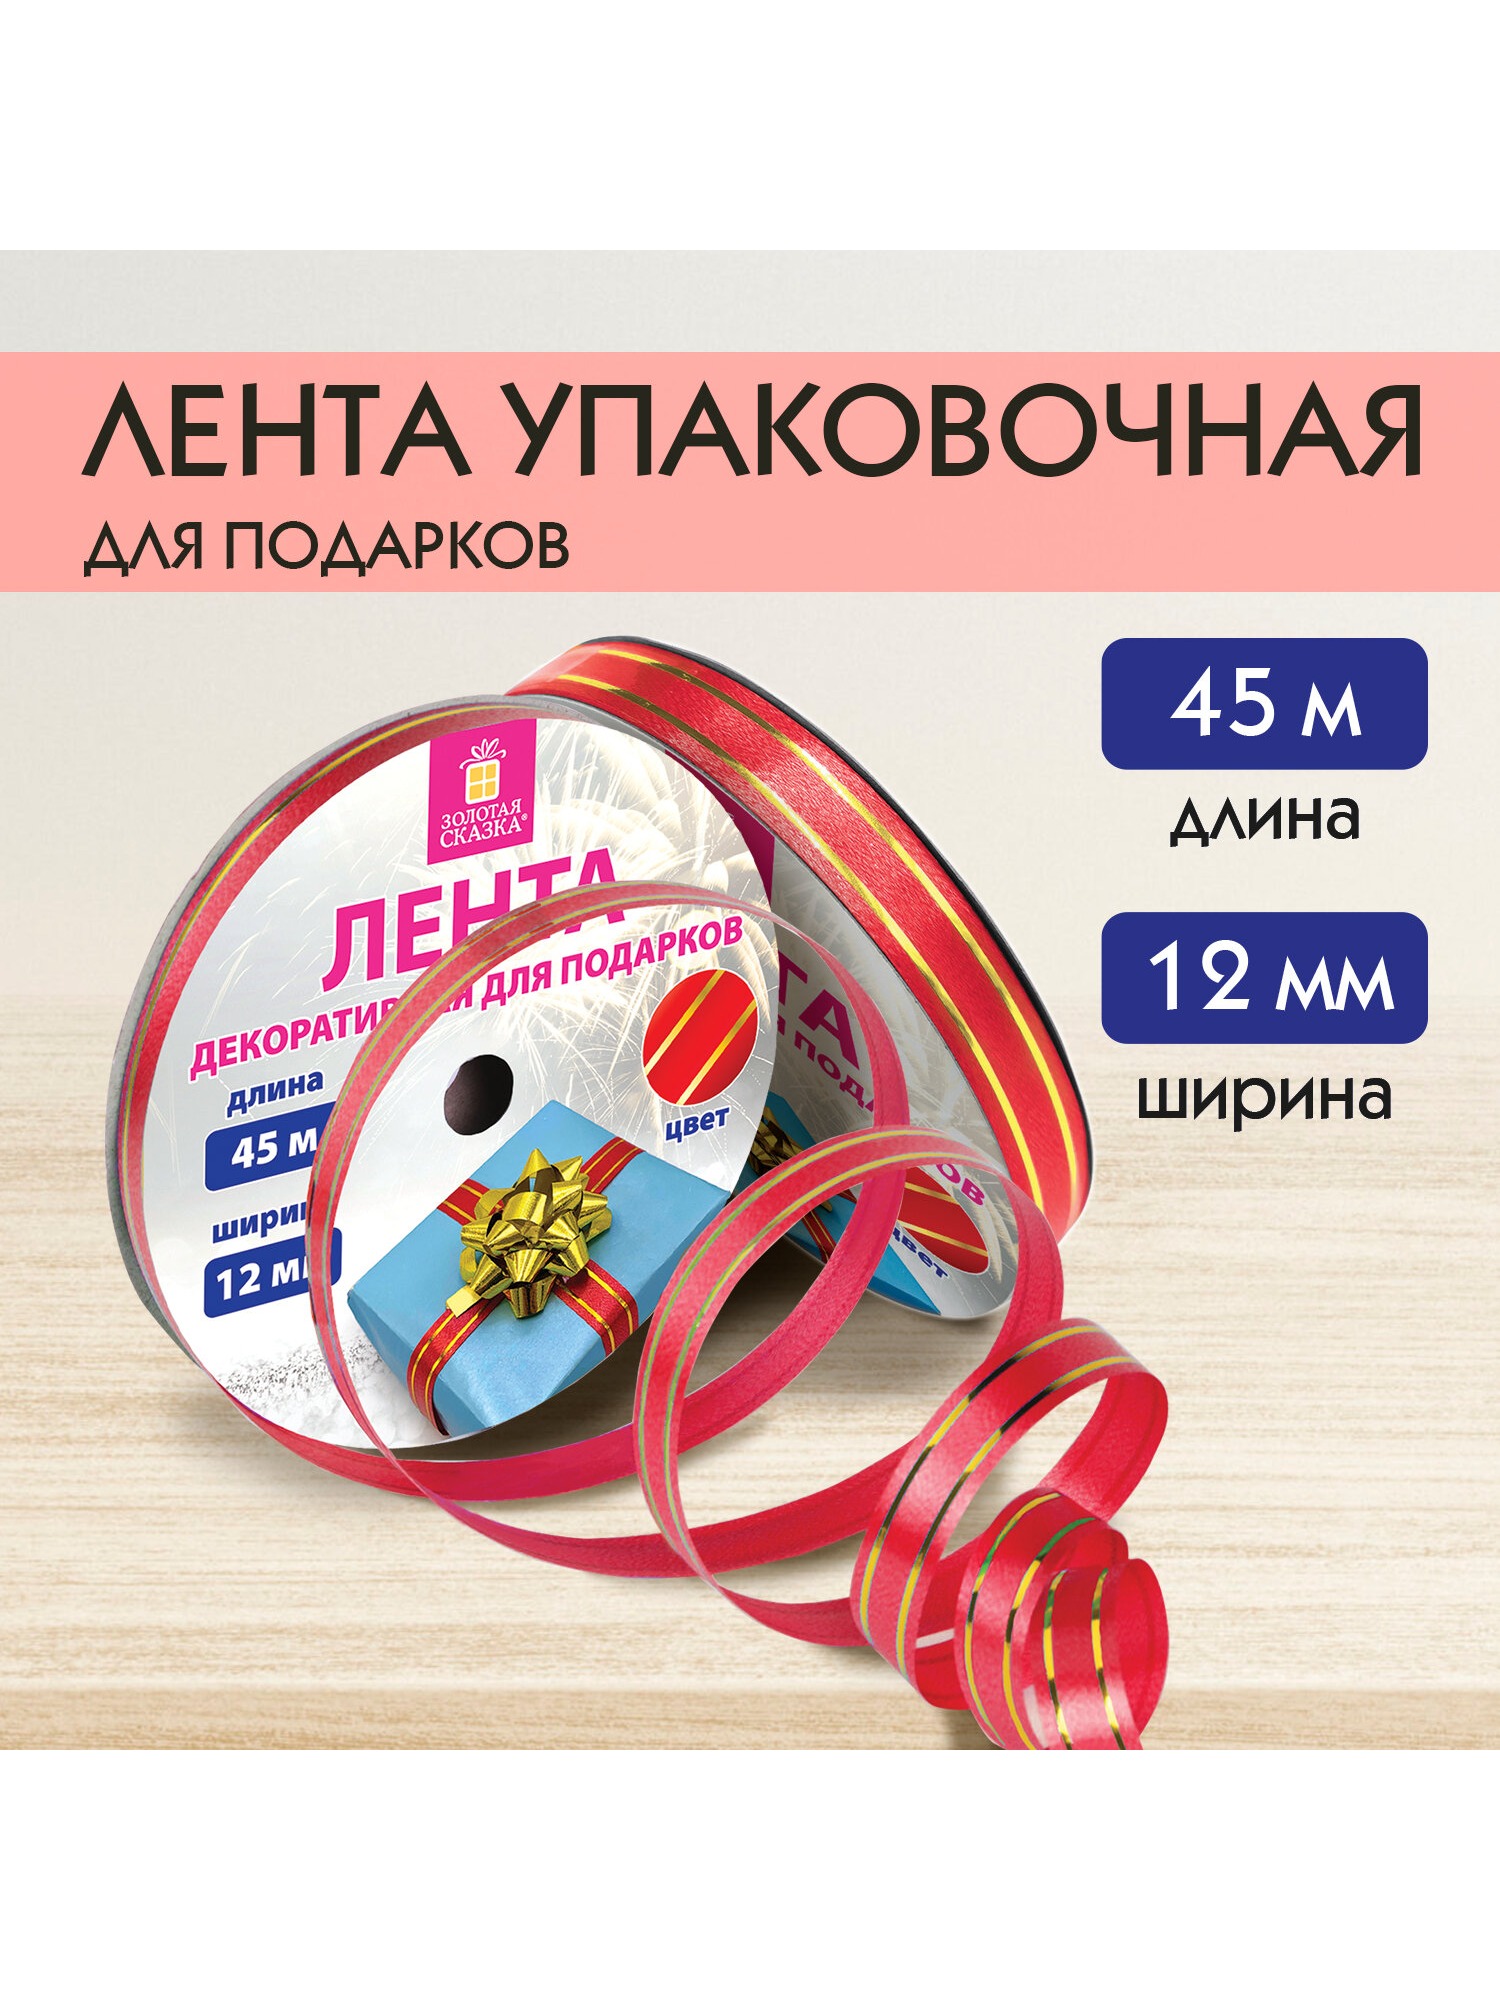 ЛЕНТА УПАКОВОЧНАЯ
ДЛЯ ПОДАРКОВ
45 м
длина
12 мм
ширина
ЗОЛОТАЯ
СКАЗКА®
ЛЕНТА
ДЛЯ ПОДАРКОВ
длина
45 м
12 мм
цвет
цвет